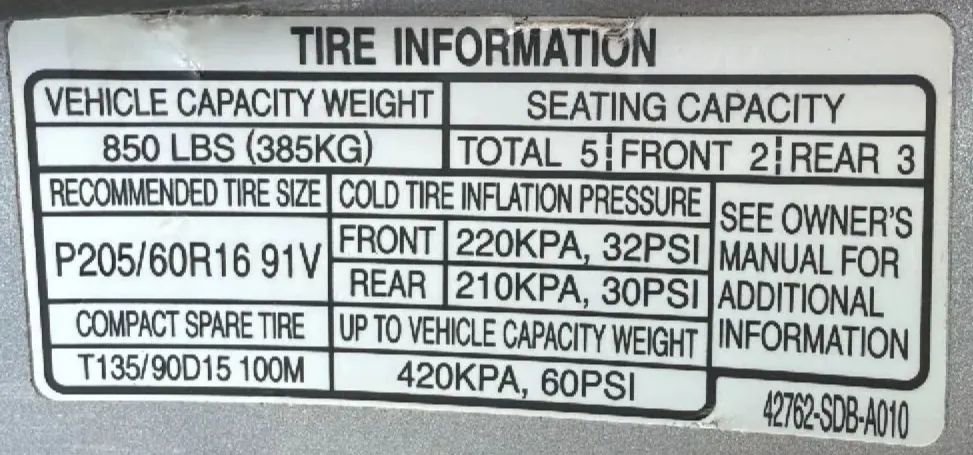 TIRE INFORMATION
VEHICLE CAPACITY WEIGHT
SEATING CAPACITY
850 LBS (385KG)
TOTAL 5 FRONT 2 REAR 3
RECOMMENDED TIRE SIZE
COLD TIRE INFLATION PRESSURE
P205/60R16 91V
FRONT 220KPA, 32PSI
REAR 210KPA, 30PSI
SEE OWNER'S
MANUAL FOR
ADDITIONAL
INFORMATION
COMPACT SPARE TIRE
UP TO VEHICLE CAPACITY WEIGHT
T135/90D15 100M
420KPA, 60PSI
42762-SDB-A010